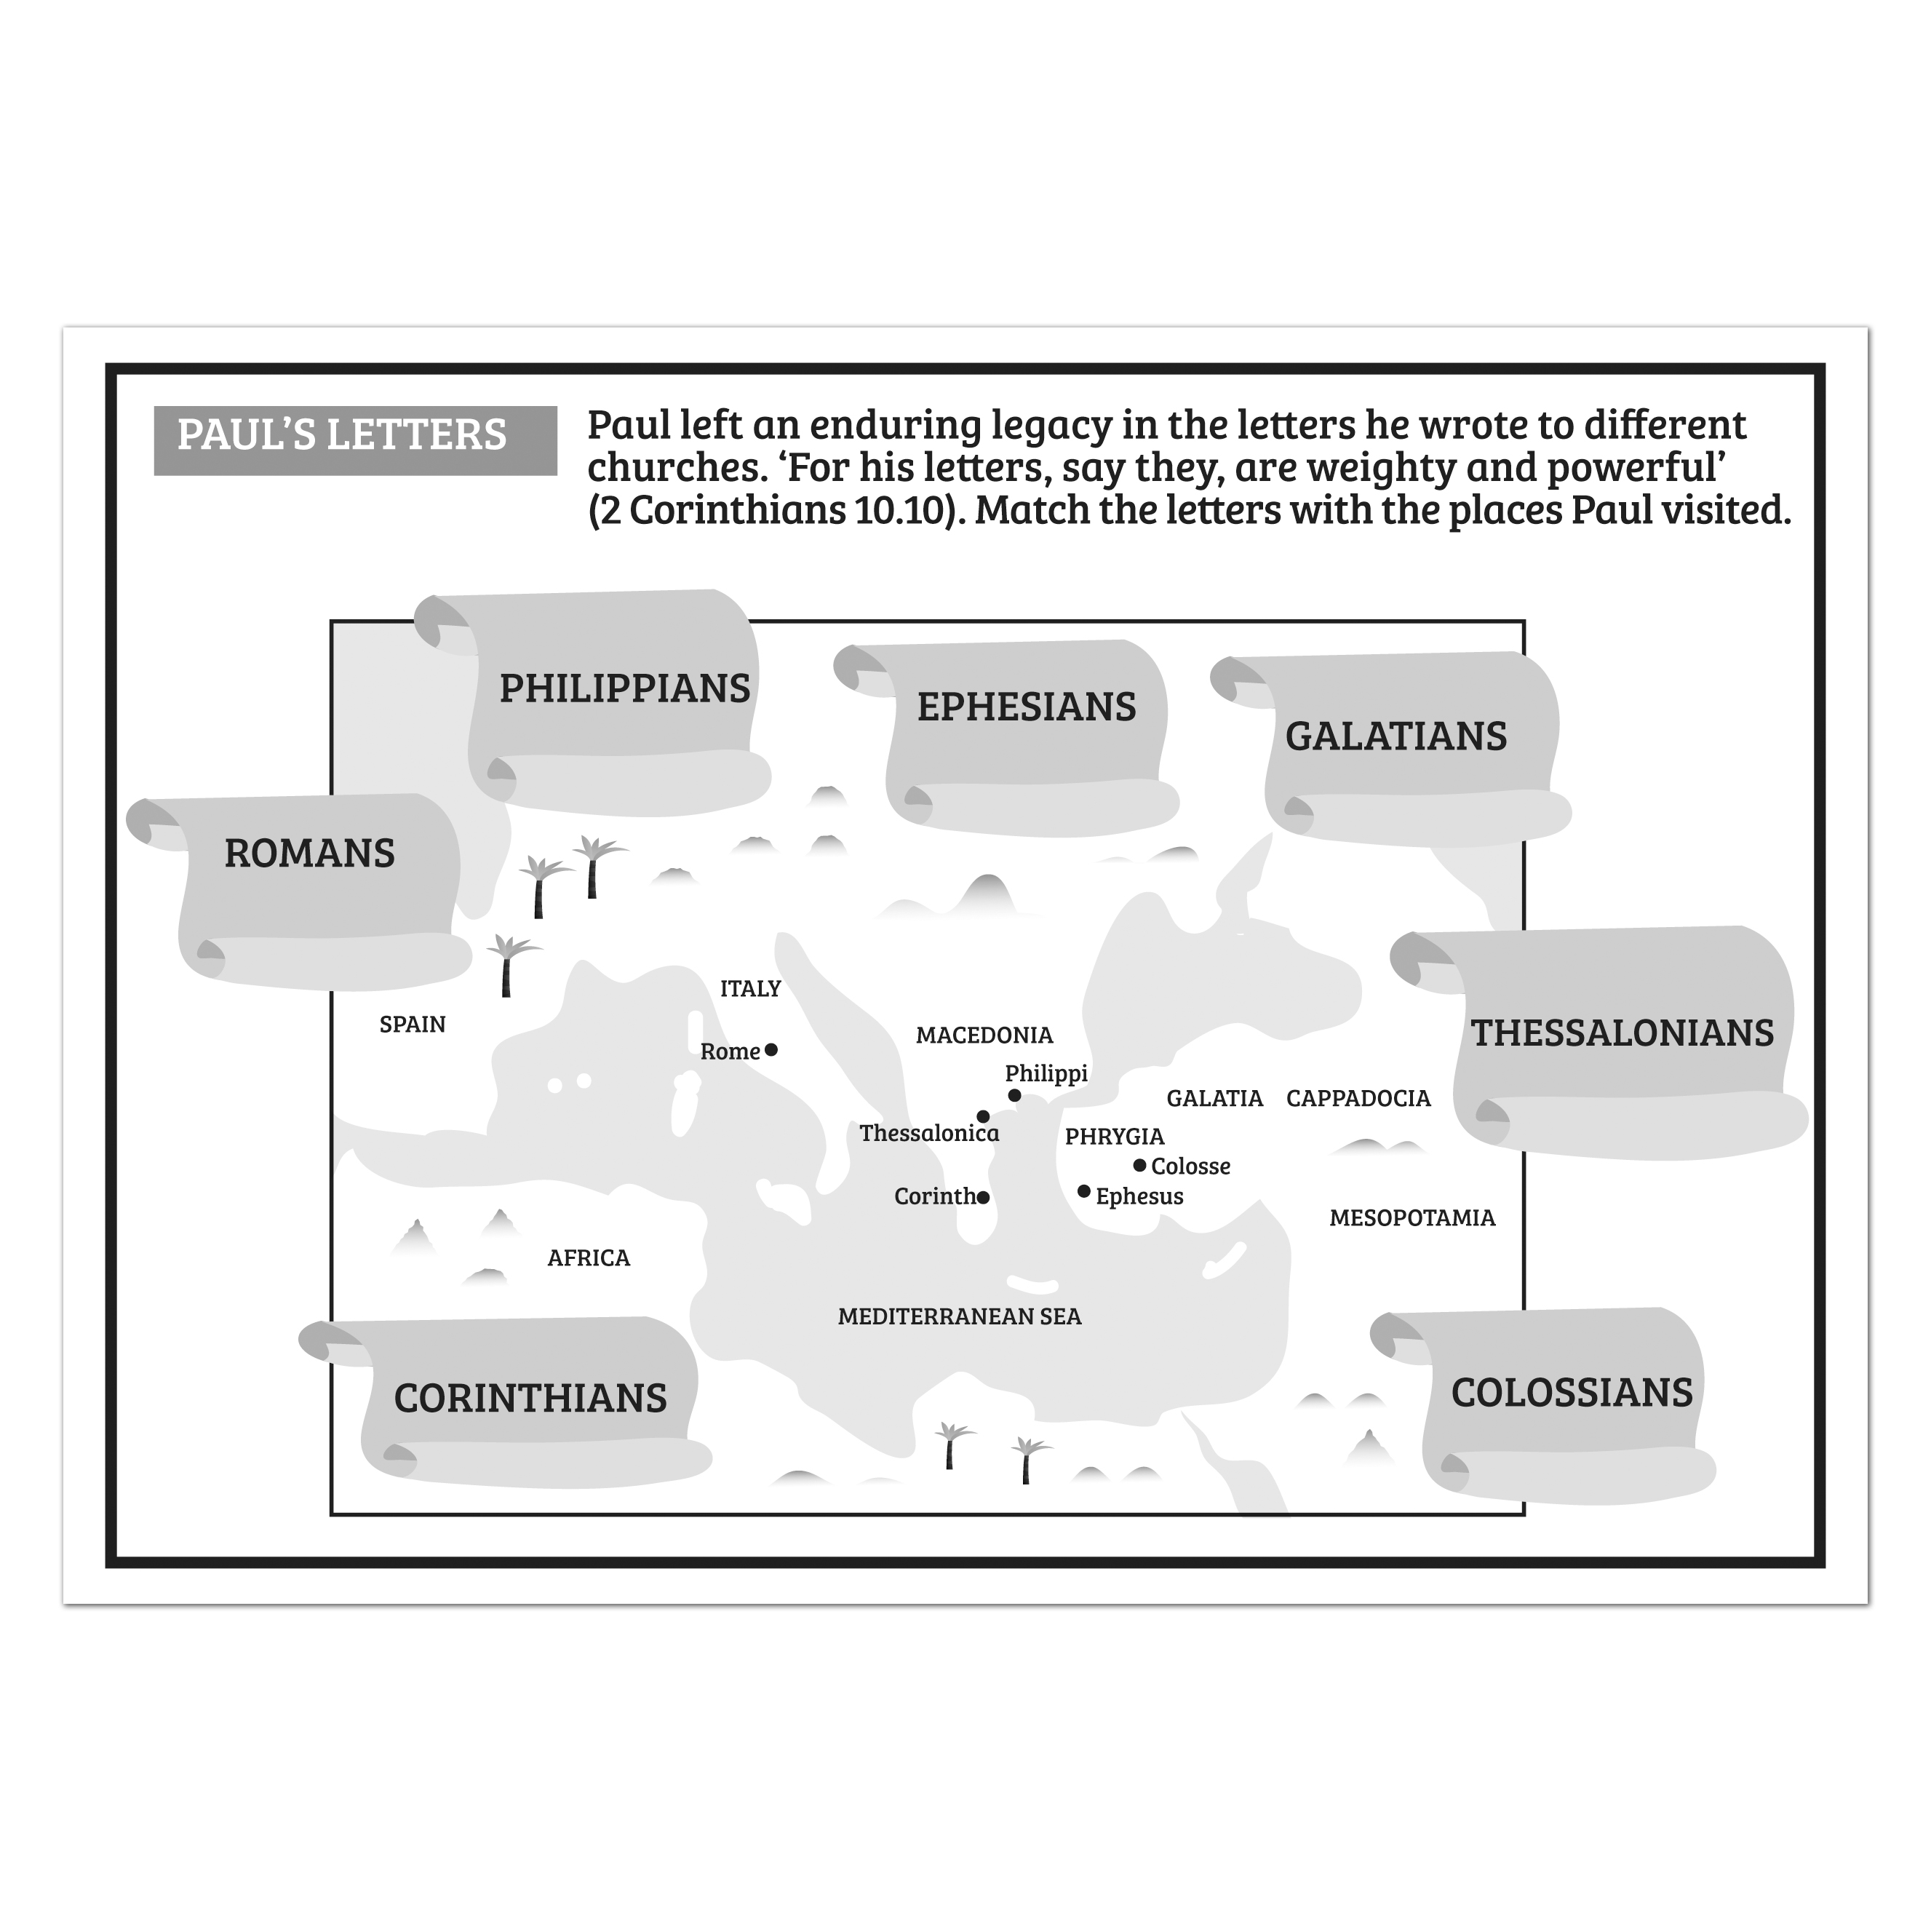 PAUL’S LETTERS
Paul left an enduring legacy in the letters he wrote to different
churches. ‘For his letters, say they, are weighty and powerful’
(2 Corinthians 10.10). Match the letters with the places Paul visited.
PHILIPPIANS
EPHESIANS
GALATIANS
ROMANS
THESSALONIANS
ITALY
SPAIN
MACEDONIA
Rome
Philippi
GALATIA
CAPPADOCIA
Thessalonica
PHRYGIA
Colosse
Corinth
Ephesus
MESOPOTAMIA
AFRICA
MEDITERRANEAN SEA
CORINTHIANS
COLOSSIANS